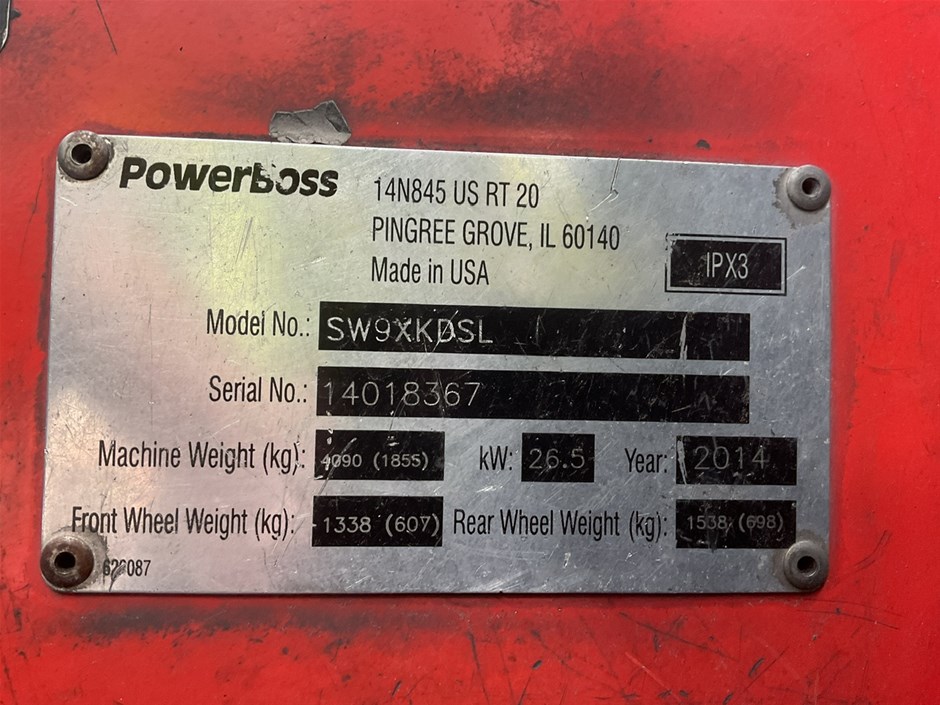 PowerBoss
14N845 US RT 20
PINGREE GROVE, IL 60140
Made in USA
IPX3
Model No.: SW9XKDSL
Serial No.: 14018367
Machine Weight (kg): 4090 (1855) kW: 26.5 Year: 2014
Front Wheel Weight (kg): 1338 (607) Rear Wheel Weight (kg): 1538 (698)